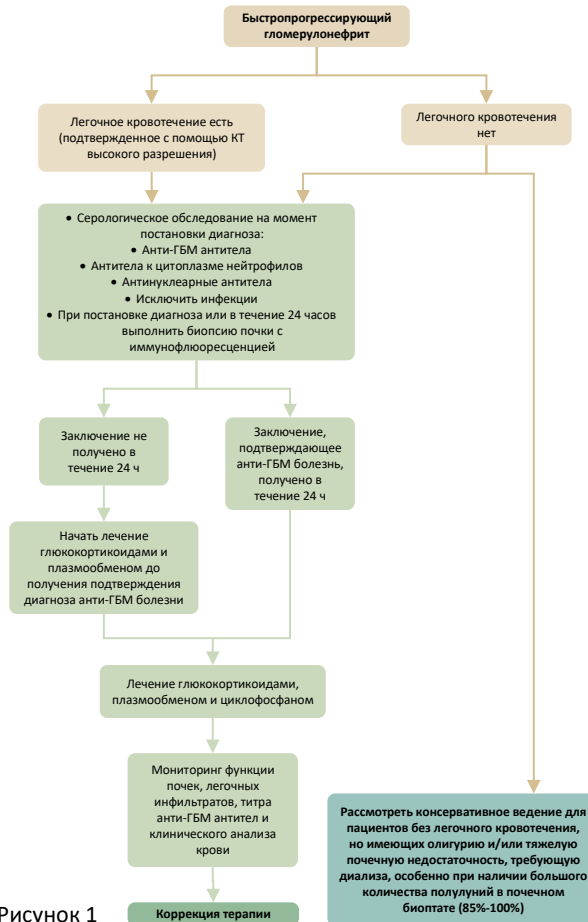 Быстропрогрессирующий
гломерулонефрит
Легочное кровотечение есть
(подтвержденное с помощью КТ
высокого разрешения)
Легочного кровотечения
нет
• Серологическое обследование на момент
постановки диагноза:
• Анти-ГБМ антитела
• Антитела к цитоплазме нейтрофилов
• Антинуклеарные антитела
• Исключить инфекции
• При постановке диагноза или в течение 24 часов
выполнить биопсию почки с
иммунофлюоресценцией
Заключение не
получено в
течение 24 ч
Заключение,
подтверждающее
анти-ГБМ болезнь,
получено в
течение 24 ч
Начать лечение
глюкокортикоидами и
плазмообменом до
получения подтверждения
диагноза анти-ГБМ болезни
Лечение глюкокортикоидами,
плазмообменом и циклофосфаном
Мониторинг функции
почек, легочных
инфильтратов, титра
анти-ГБМ антител и
клинического анализа
крови
Рассмотреть консервативное ведение для
пациентов без легочного кровотечения,
но имеющих олигурию и/или тяжелую
почечную недостаточность, требующую
диализа, особенно при наличии большого
количества полулуний в почечном
биоптате (85%-100%)
Рисунок 1
Коррекция терапии